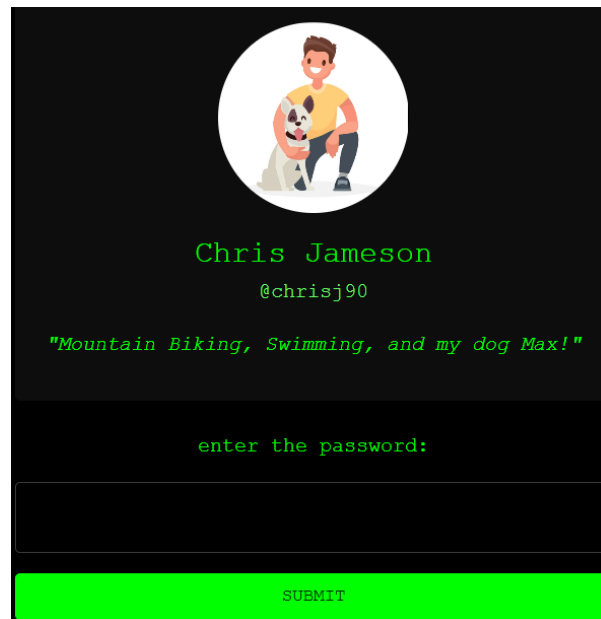 Chris Jameson
@chrisj90
"Mountain Biking, Swimming, and my dog Max!"
enter the password:
SUBMIT